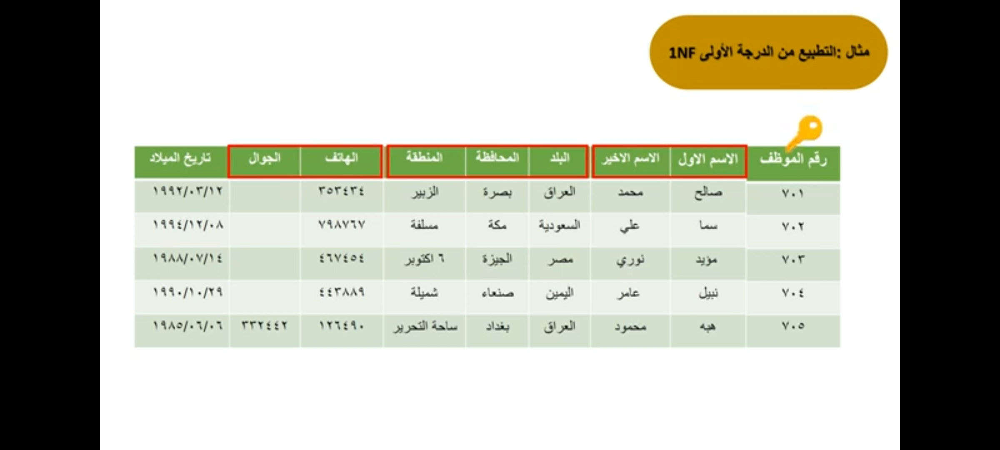 مثال :التطبيع من الدرجة الأولى 1NF
رقم الموظف الاسم الاول الاسم الاخير البلد المحافظة المنطقة الهاتف الجوال تاريخ الميلاد
٧٠١ صالح محمد العراق بصرة الزبير ٣٥٣٤٣٤ ١٩٩٢/٠٣/١٢
٧٠٢ سما علي السعودية مكة مسلفة ٧٩٨٧٦٧ ١٩٩٤/١٢/٠٨
٧٠٣ مؤيد نوري مصر الجيزة ٦ اكتوبر ٤٦٧٤٥٤ ١٩٨٨/٠٧/١٤
٧٠٤ نبيل عامر اليمين صنعاء شميلة ٤٤٣٨٨٩ ١٩٩٠/١٠/٢٩
٧٠٥ هبه محمود العراق بغداد ساحة التحرير ١٢٦٤٩٠ ٣٣٢٤٤٢ ١٩٨٥/٠٦/٠٦